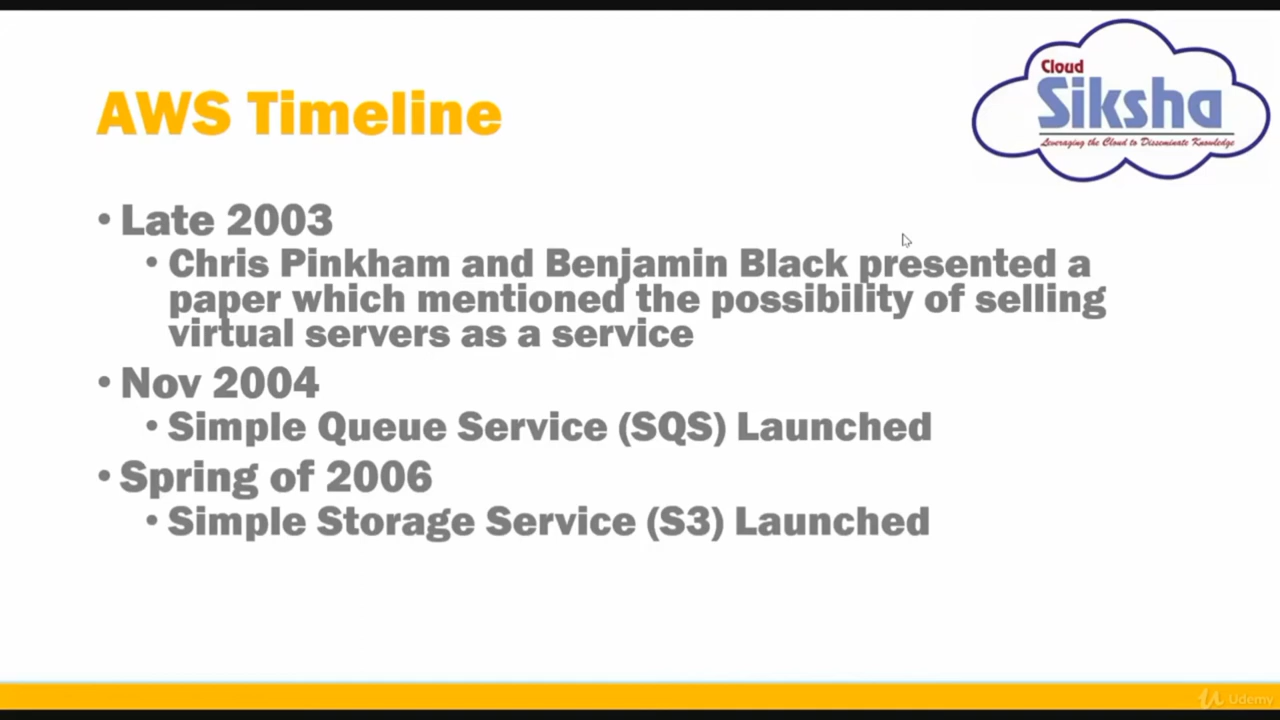 Cloud
Siksha
Leveraging the Cloud to Disseminate Knowledge
AWS Timeline
• Late 2003
• Chris Pinkham and Benjamin Black presented a
paper which mentioned the possibility of selling
virtual servers as a service
• Nov 2004
• Simple Queue Service (SQS) Launched
• Spring of 2006
• Simple Storage Service (S3) Launched
Udemy